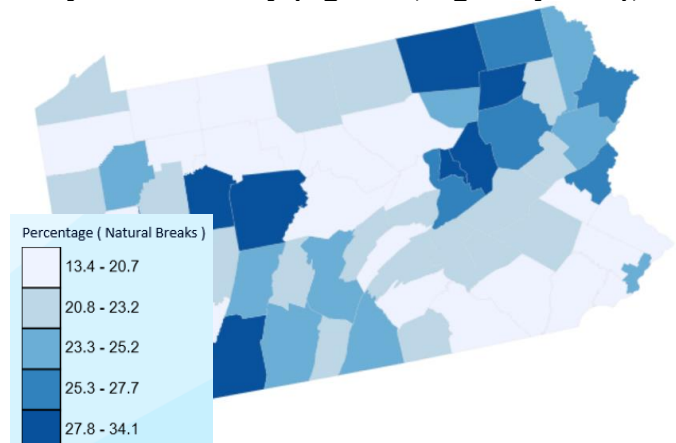 Percentage ( Natural Breaks )
13.4 - 20.7
20.8 - 23.2
23.3 - 25.2
25.3 - 27.7
27.8 - 34.1